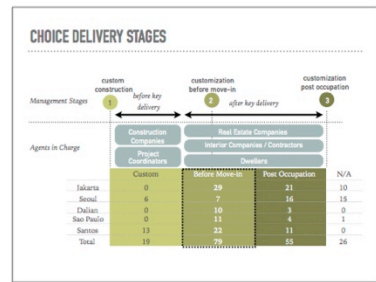 CHOICE DELIVERY STAGES
custom construction
customization before move-in
customization post occupation
Management Stages
1
before key delivery
2
after key delivery
3
Agents in Charge
Construction Companies
Project Coordinators
Real Estate Companies
Interior Companies / Contractors
Dwellers
Custom Before Move-in Post Occupation N/A
Jakarta 0 29 21 10
Seoul 6 7 16 15
Dalian 0 10 3 0
Sao Paulo 0 11 4 1
Santos 13 22 11 0
Total 19 79 55 26